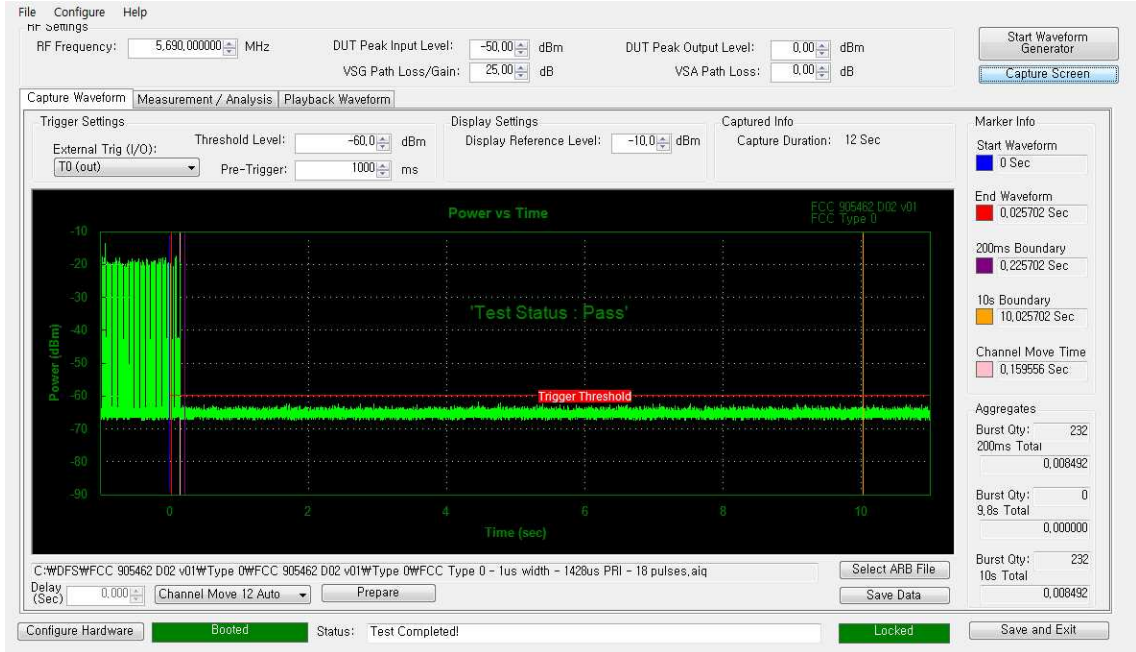 File Configure Help
RF Settings
RF Frequency: 5,690,000000 MHz DUT Peak Input Level: -50,00 dBm DUT Peak Output Level: 0,00 dBm
VSG Path Loss/Gain: 25,00 dB VSA Path Loss: 0,00 dB
Start Waveform
Generator
Capture Screen
Capture Waveform Measurement / Analysis Playback Waveform
Trigger Settings
External Trig (I/O):
T0 (out)
Threshold Level: -60,0 dBm
Pre-Trigger: 1000 ms
Display Settings
Display Reference Level: -10,0 dBm
Captured Info
Capture Duration: 12 Sec
Power vs Time
FCC 905462 D02 v01
FCC Type 0
-10
-20
-30
-40
-50
-60
-70
-80
-90
Power (dBm)
'Test Status : Pass'
Trigger Threshold
0 2 4 6 8 10
Time (sec)
Marker Info
Start Waveform
0 Sec
End Waveform
0,025702 Sec
200ms Boundary
0,225702 Sec
10s Boundary
10,025702 Sec
Channel Move Time
0,159556 Sec
Aggregates
Burst Qty: 232
200ms Total
0,008492
Burst Qty: 0
9,8s Total
0,000000
Burst Qty: 232
10s Total
0,008492
C:₩DFS₩FCC 905462 D02 v01₩Type 0₩FCC 905462 D02 v01₩Type 0₩FCC Type 0 - 1us width - 1428us PRI - 18 pulses,aiq
Select ARB File
Delay
(Sec) 0,000 Channel Move 12 Auto Prepare Save Data
Configure Hardware Booted Status: Test Completed! Locked Save and Exit